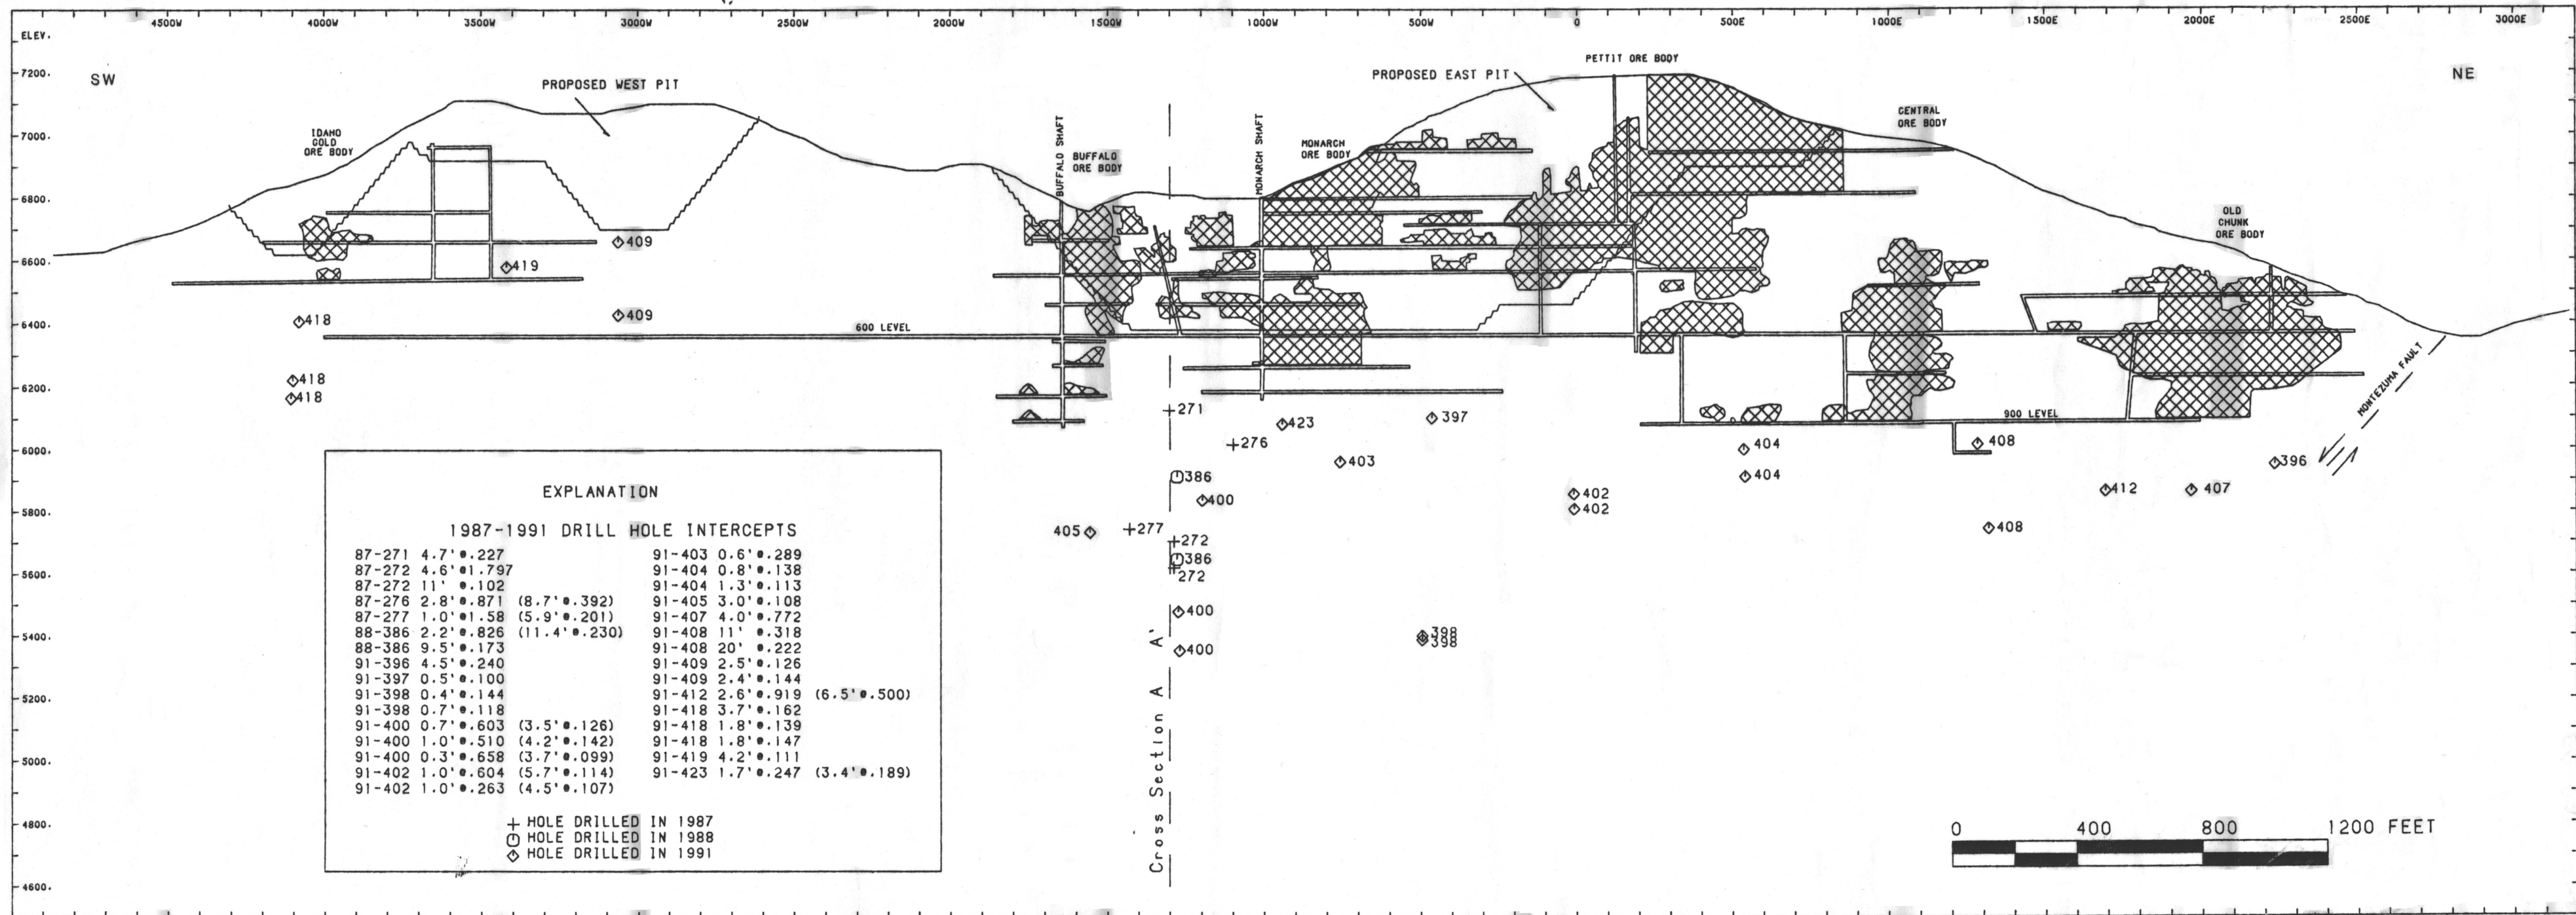 4500W 4000W 3500W 3000W 2500W 2000W 1500W 1000W 500W 0 500E 1000E 1500E 2000E 2500E 3000E
ELEV.
7200.
7000.
6800.
6600.
6400.
6200.
6000.
5800.
5600.
5400.
5200.
5000.
4800.
4600.
SW
NE
PROPOSED WEST PIT
PROPOSED EAST PIT
PETTIT ORE BODY
IDAHO
GOLD
ORE BODY
BUFFALO SHAFT
BUFFALO
ORE BODY
MONARCH SHAFT
MONARCH
ORE BODY
CENTRAL
ORE BODY
OLD
CHUNK
ORE BODY
409
419
409
418
418
418
600 LEVEL
900 LEVEL
MONTEZUMA FAULT
271
276
423
397
403
386
400
405
277
272
386
272
400
400
398
398
402
402
404
404
408
408
412
407
396
Cross Section A A'
EXPLANATION
1987-1991 DRILL HOLE INTERCEPTS
87-271 4.7'@.227
87-272 4.6'@1.797
87-272 11' @.102
87-276 2.8'@.871 (8.7'@.392)
87-277 1.0'@1.58 (5.9'@.201)
88-386 2.2'@.826 (11.4'@.230)
88-386 9.5'@.173
91-396 4.5'@.240
91-397 0.5'@.100
91-398 0.4'@.144
91-398 0.7'@.118
91-400 0.7'@.603 (3.5'@.126)
91-400 1.0'@.510 (4.2'@.142)
91-400 0.3'@.658 (3.7'@.099)
91-402 1.0'@.604 (5.7'@.114)
91-402 1.0'@.263 (4.5'@.107)
91-403 0.6'@.289
91-404 0.8'@.138
91-404 1.3'@.113
91-405 3.0'@.108
91-407 4.0'@.772
91-408 11' @.318
91-408 20' @.222
91-409 2.5'@.126
91-409 2.4'@.144
91-412 2.6'@.919 (6.5'@.500)
91-418 3.7'@.162
91-418 1.8'@.139
91-418 1.8'@.147
91-419 4.2'@.111
91-423 1.7'@.247 (3.4'@.189)
HOLE DRILLED IN 1987
HOLE DRILLED IN 1988
HOLE DRILLED IN 1991
0 400 800 1200 FEET